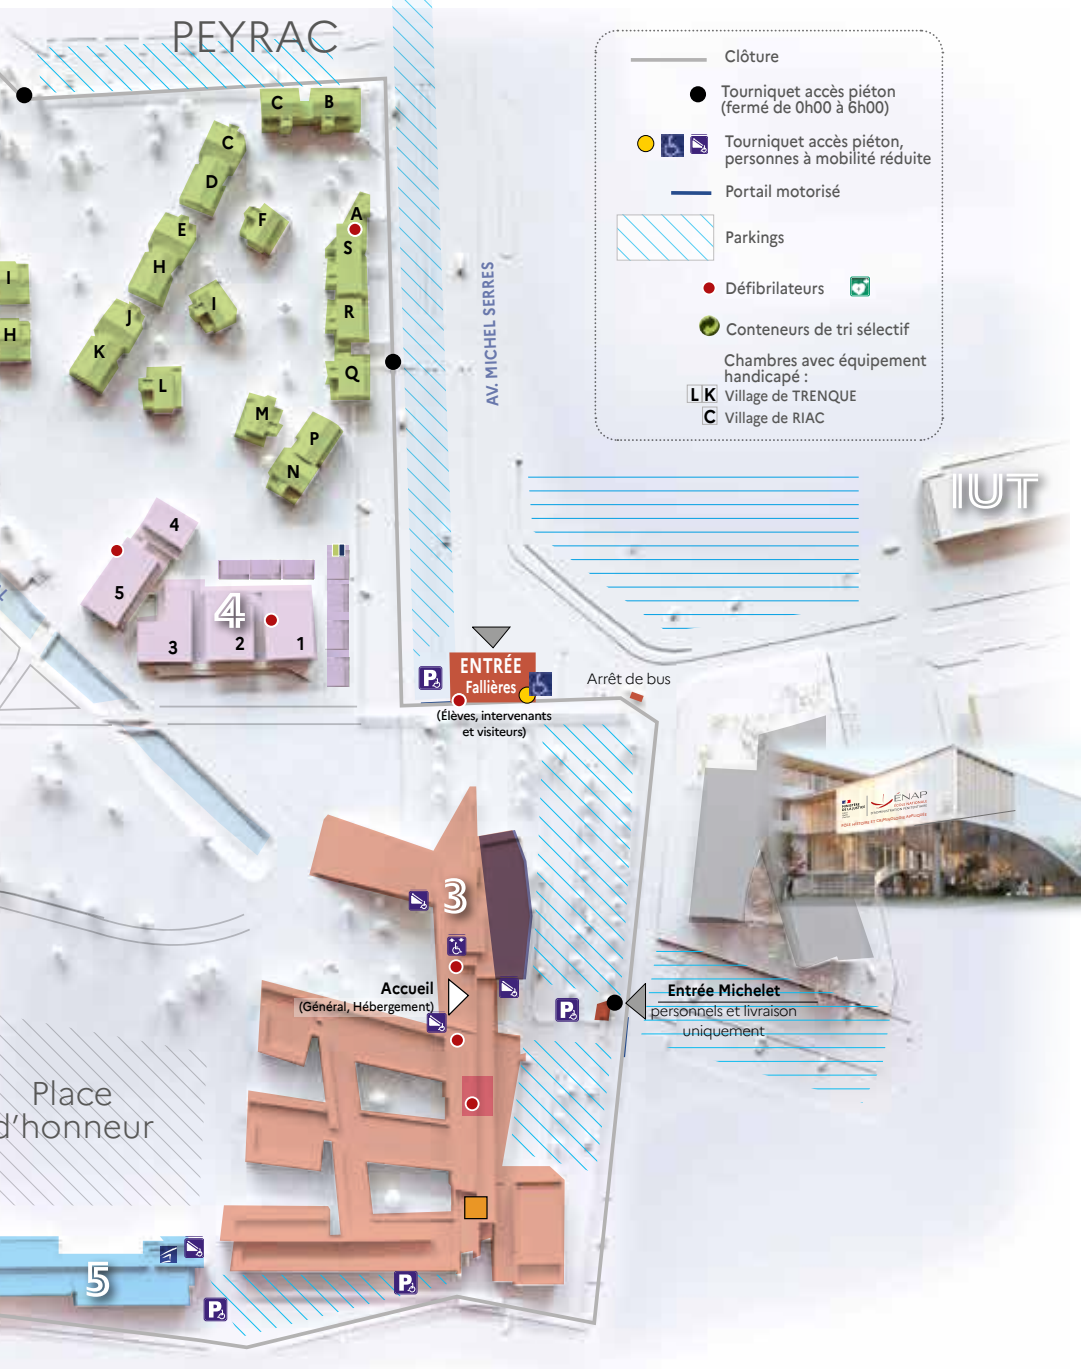 PEYRAC
Clôture
Tourniquet accès piéton
(fermé de 0h00 à 6h00)
Tourniquet accès piéton,
personnes à mobilité réduite
Portail motorisé
Parkings
Défibrilateurs
Conteneurs de tri sélectif
Chambres avec équipement
handicapé :
L K Village de TRENQUE
C Village de RIAC
C B
C
D
A
F
S
E
H
I
I
R
J
H
K
Q
L
M
P
N
AV. MICHEL SERRES
IUT
4
5
4
3
2
1
P
ENTRÉE
Fallières
(Élèves, intervenants
et visiteurs)
Arrêt de bus
ÉNAP
3
Accueil
(Général, Hébergement)
P
Entrée Michelet
personnels et livraison
uniquement
Place
d'honneur
5
P
P